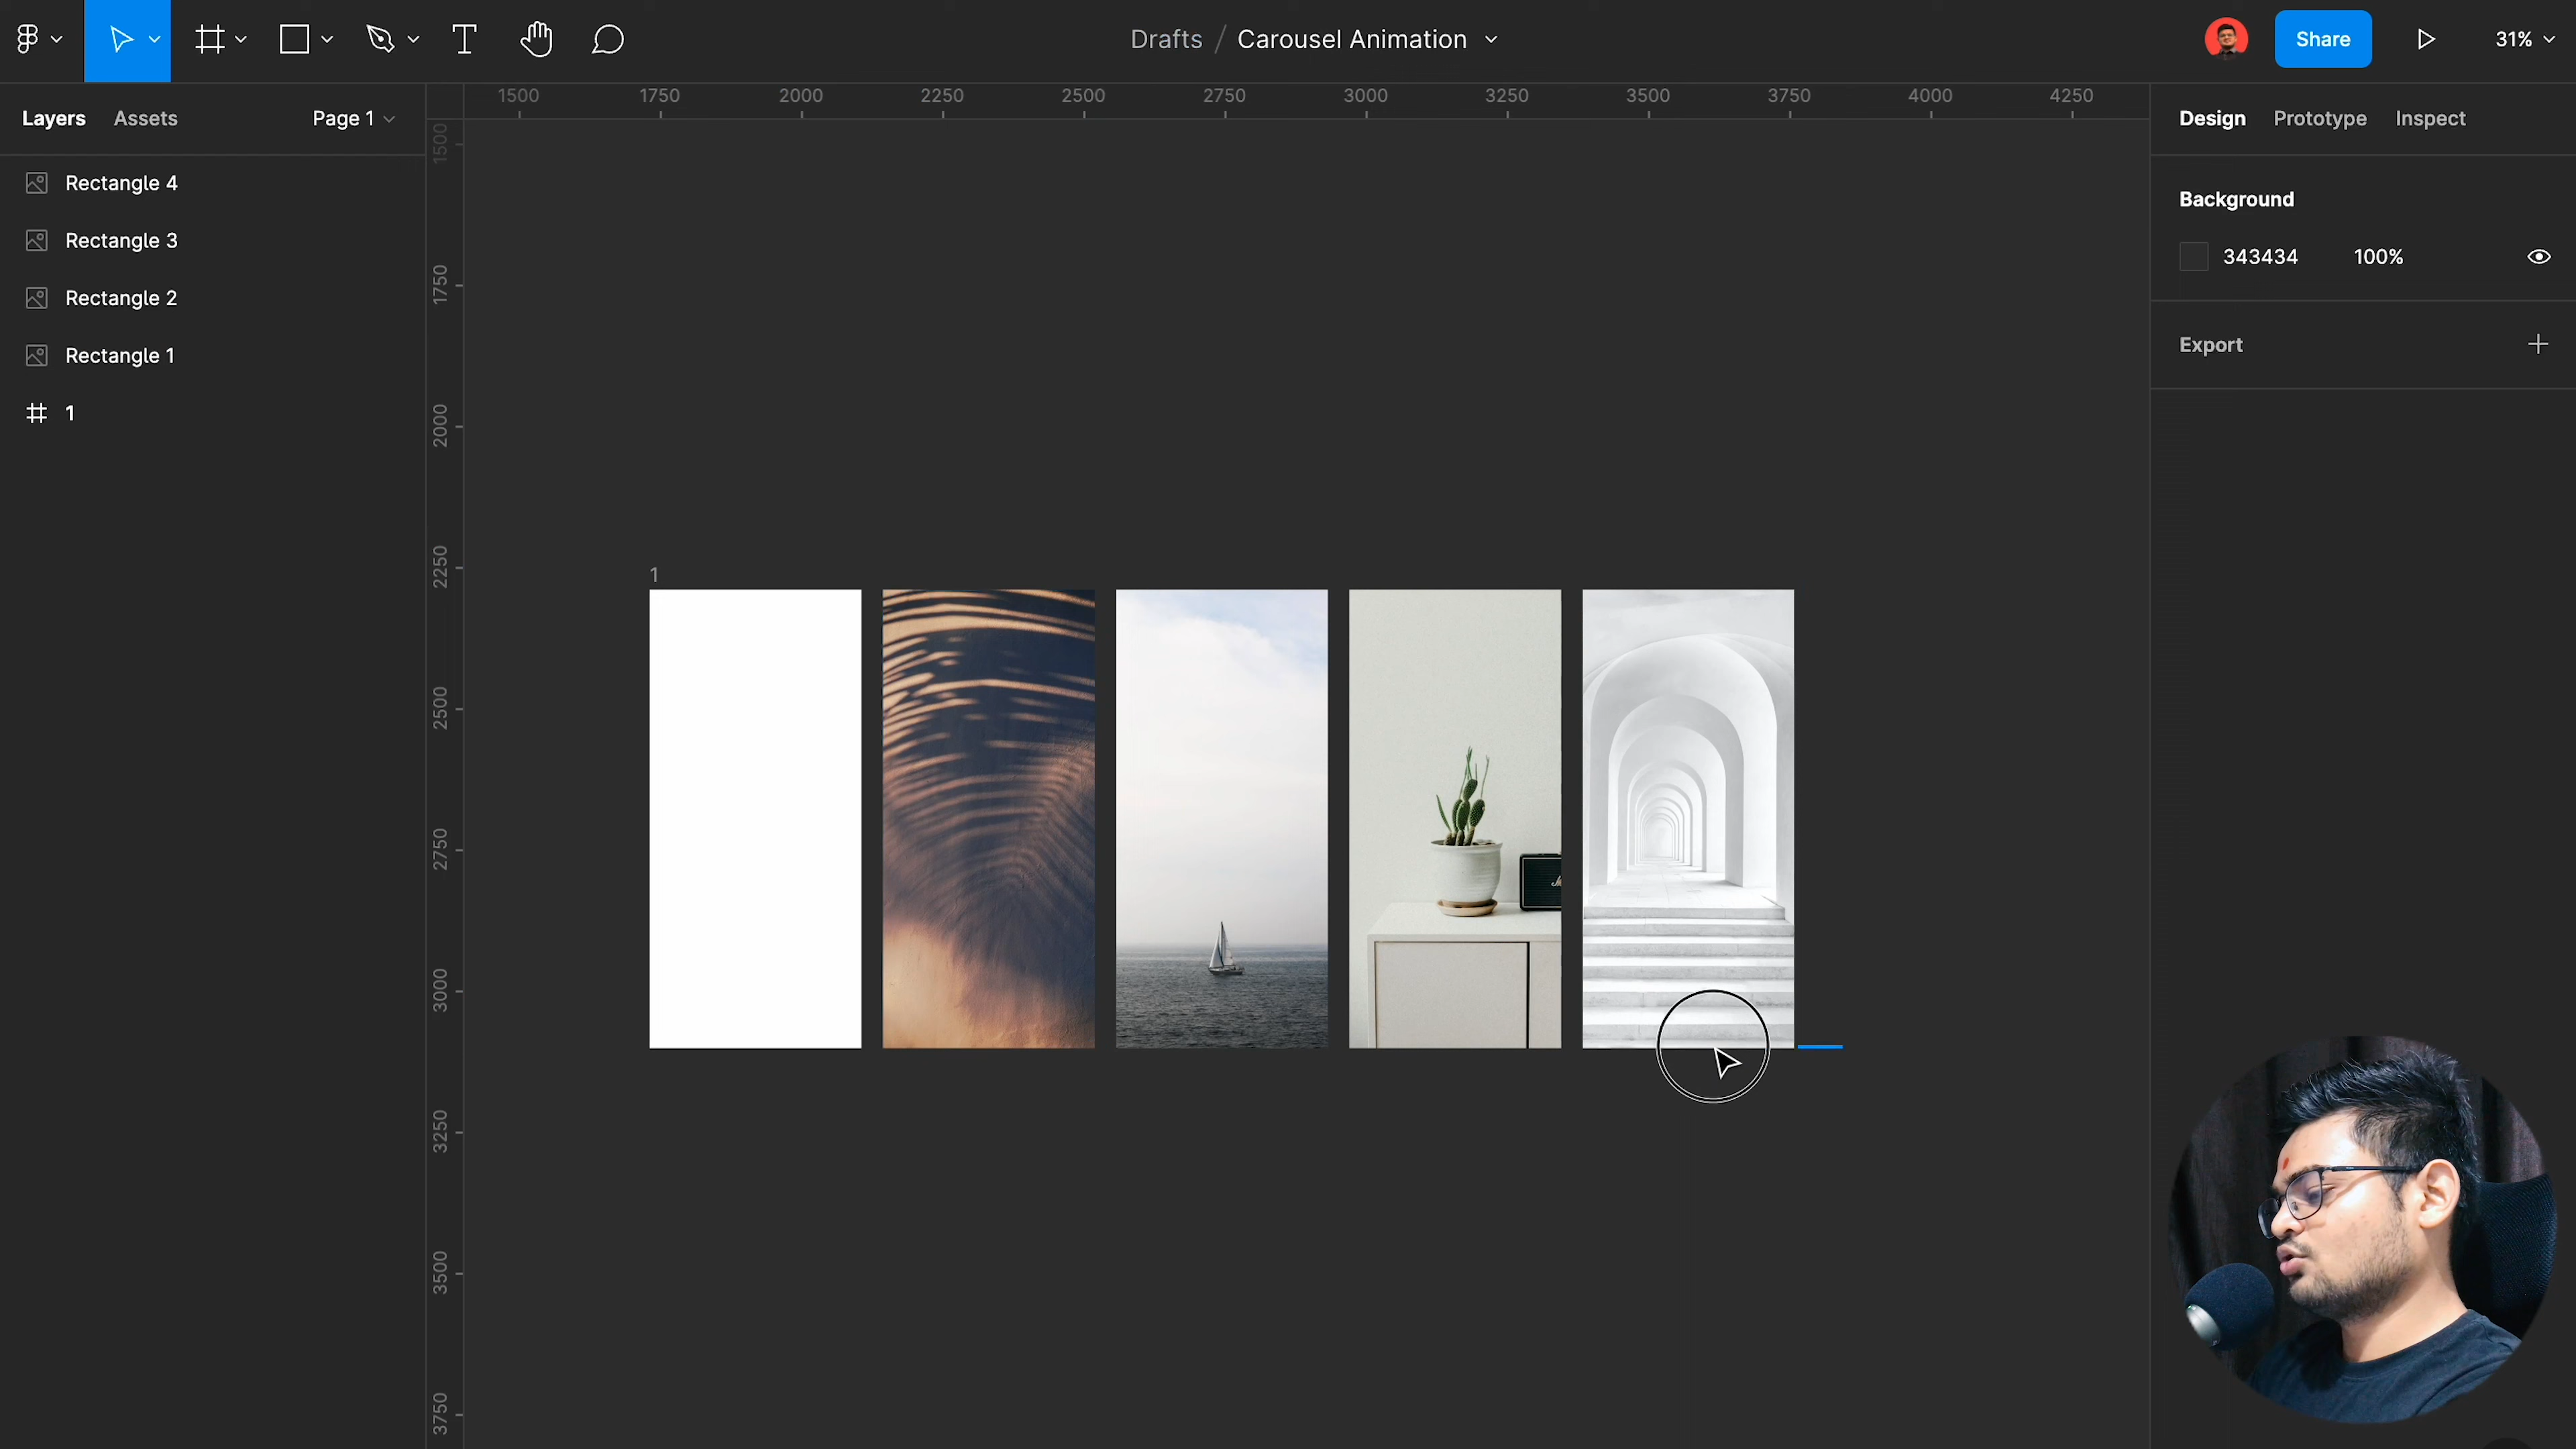 Drafts / Carousel Animation
Share
31%
Layers
Assets
Page 1
Rectangle 4
Rectangle 3
Rectangle 2
Rectangle 1
1
1500 1750 2000 2250 2500 2750 3000 3250 3500 3750 4000 4250
1500
1750
2000
2250
2500
2750
3000
3250
3500
3750
1
Design
Prototype
Inspect
Background
343434
100%
Export